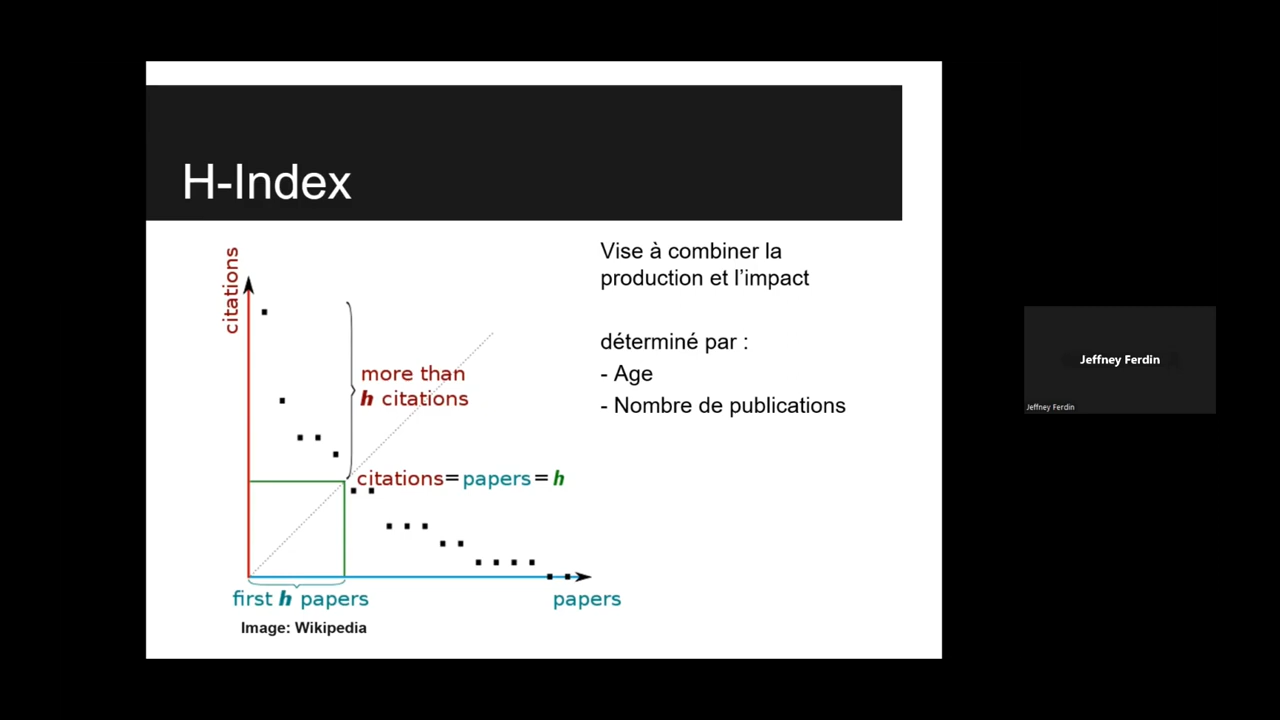 H-Index
citations
more than
h citations
citations=papers=h
first h papers
papers
Image: Wikipedia
Vise à combiner la
production et l’impact
déterminé par :
- Age
- Nombre de publications
Jeffney Ferdin
Jeffney Ferdin